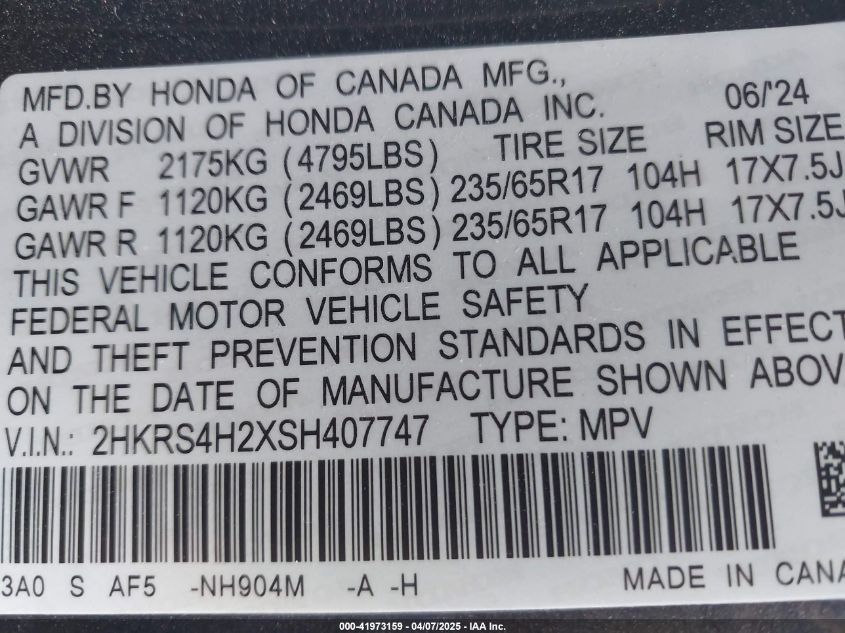 MFD.BY HONDA OF CANADA MFG.,
A DIVISION OF HONDA CANADA INC. 06/'24
GVWR 2175KG (4795LBS) TIRE SIZE RIM SIZE
GAWR F 1120KG (2469LBS) 235/65R17 104H 17X7.5J
GAWR R 1120KG (2469LBS) 235/65R17 104H 17X7.5J
THIS VEHICLE CONFORMS TO ALL APPLICABLE
FEDERAL MOTOR VEHICLE SAFETY
AND THEFT PREVENTION STANDARDS IN EFFECT
ON THE DATE OF MANUFACTURE SHOWN ABOV
V.I.N.: 2HKRS4H2XSH407747 TYPE: MPV
3A0 S AF5 -NH904M -A -H MADE IN CANA
000-41973159 - 04/07/2025 - IAA Inc.